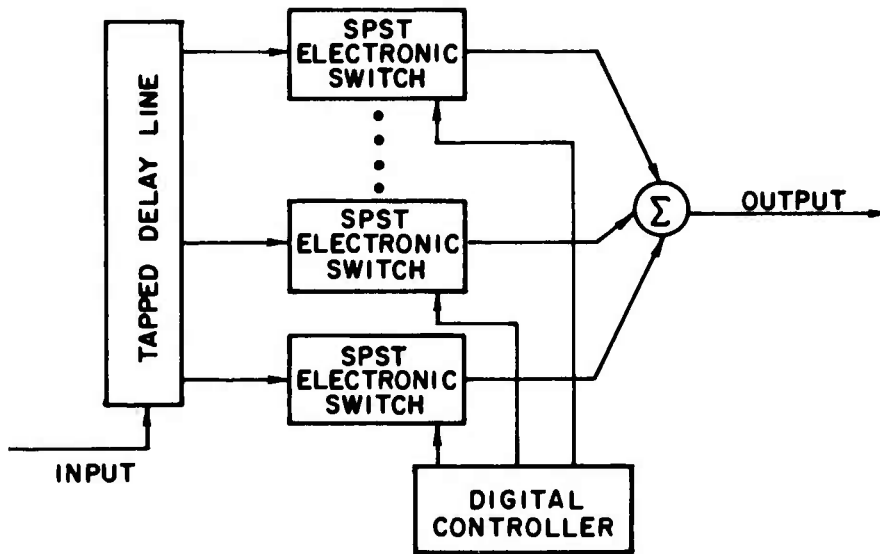 SPST
ELECTRONIC
SWITCH
TAPPED DELAY LINE
SPST
ELECTRONIC
SWITCH
Σ
OUTPUT
SPST
ELECTRONIC
SWITCH
INPUT
DIGITAL
CONTROLLER